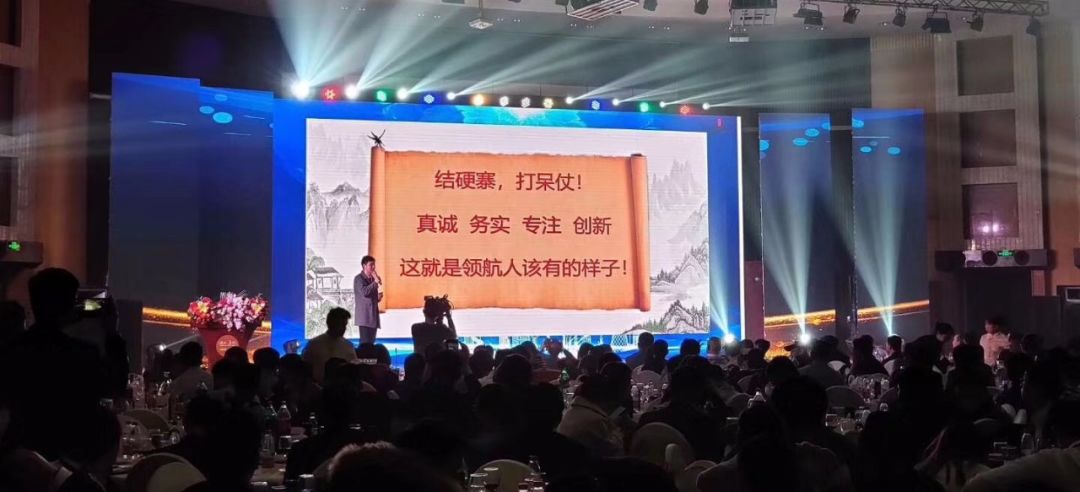 结硬寨，打呆仗！
真诚 务实 专注 创新
这就是领航人该有的样子！